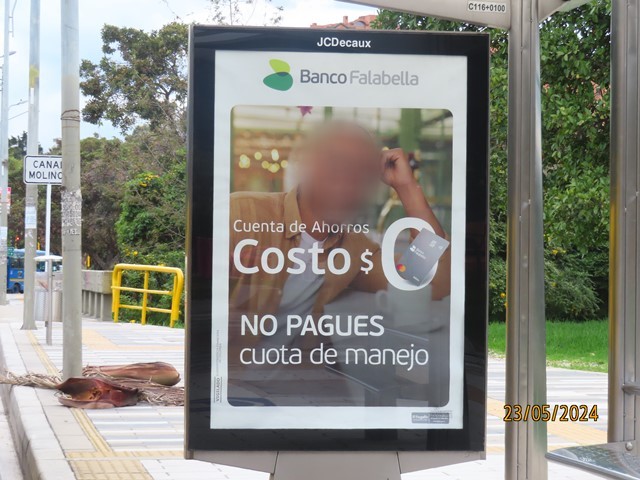 C116+0100
JCDecaux
Banco Falabella
CANAL
MOLINOS
Cuenta de Ahorros
Costo $0
NO PAGUES
cuota de manejo
23/05/2024